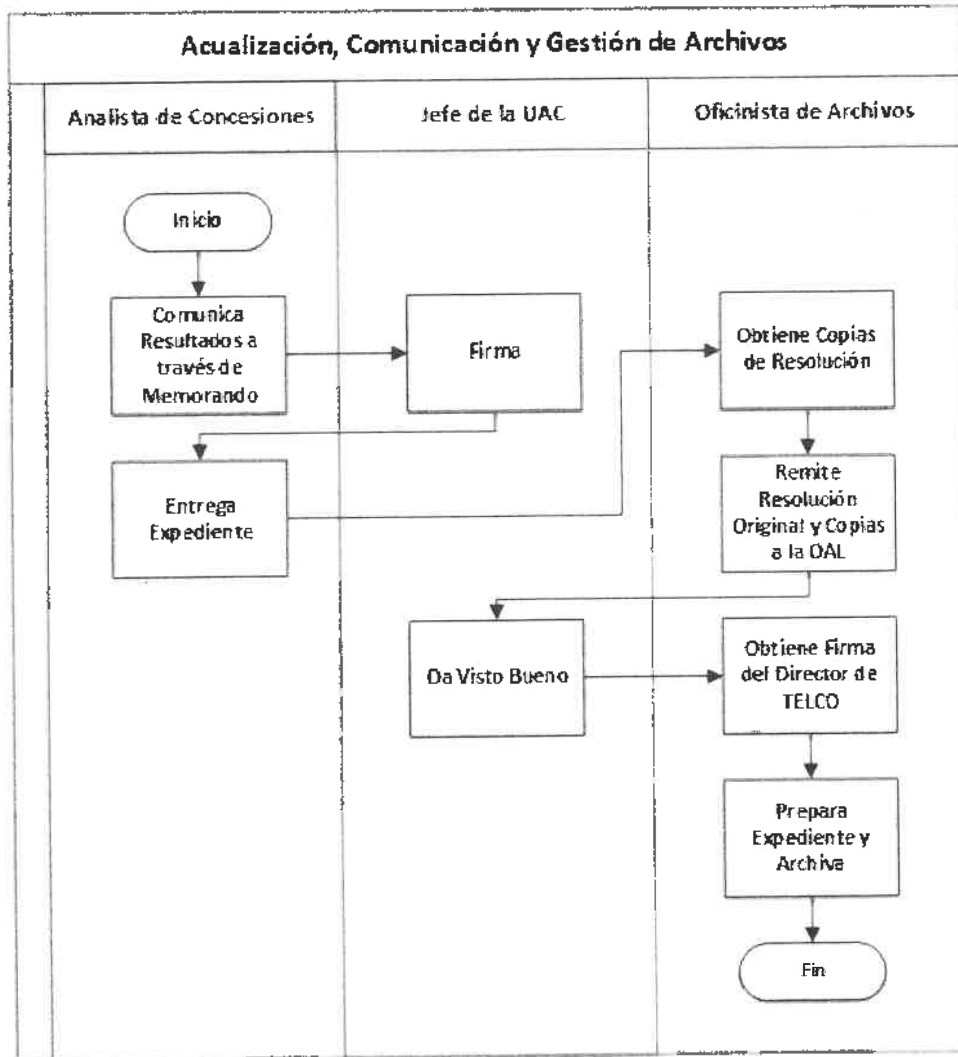 Acualización, Comunicación y Gestión de Archivos
Analista de Concesiones
Jefe de la UAC
Oficinista de Archivos
Inicio
Comunica
Resultados a
través de
Memorando
Firma
Entrega
Expediente
Obtiene Copias
de Resolución
Remite
Resolución
Original y Copias
a la OAL
Da Visto Bueno
Obtiene Firma
del Director de
TELCO
Prepara
Expediente y
Archiva
Fin